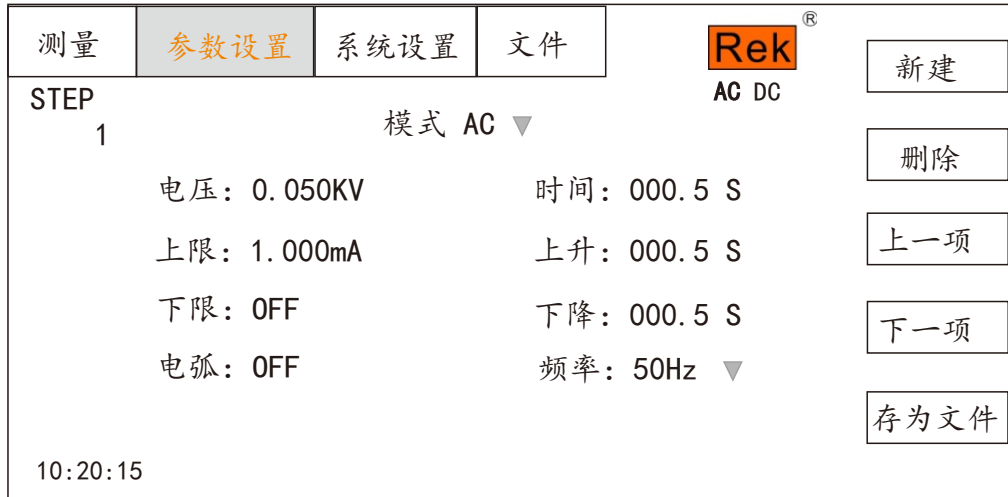 测量 参数设置 系统设置 文件 Rek®
AC DC
新建
STEP
1
模式 AC ▼
删除
电压：0.050KV 时间：000.5 S
上限：1.000mA 上升：000.5 S
上一项
下限：OFF 下降：000.5 S
下一项
电弧：OFF 频率：50Hz ▼
存为文件
10:20:15